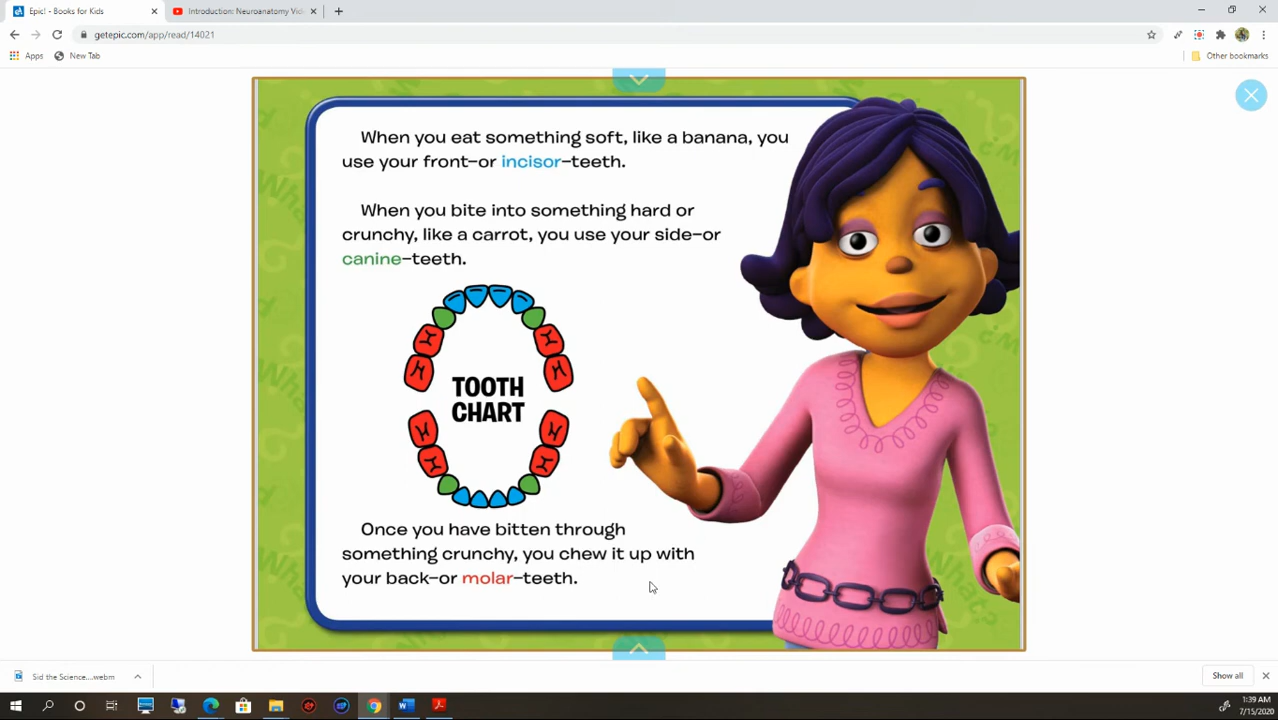 Epic! - Books for Kids
Introduction: Neuroanatomy Vide
getepic.com/app/read/14021
Apps
New Tab
Other bookmarks
When you eat something soft, like a banana, you
use your front-or incisor-teeth.
When you bite into something hard or
crunchy, like a carrot, you use your side-or
canine-teeth.
TOOTH
CHART
Once you have bitten through
something crunchy, you chew it up with
your back-or molar-teeth.
Sid the Science....webm
Show all
1:39 AM
7/15/2020